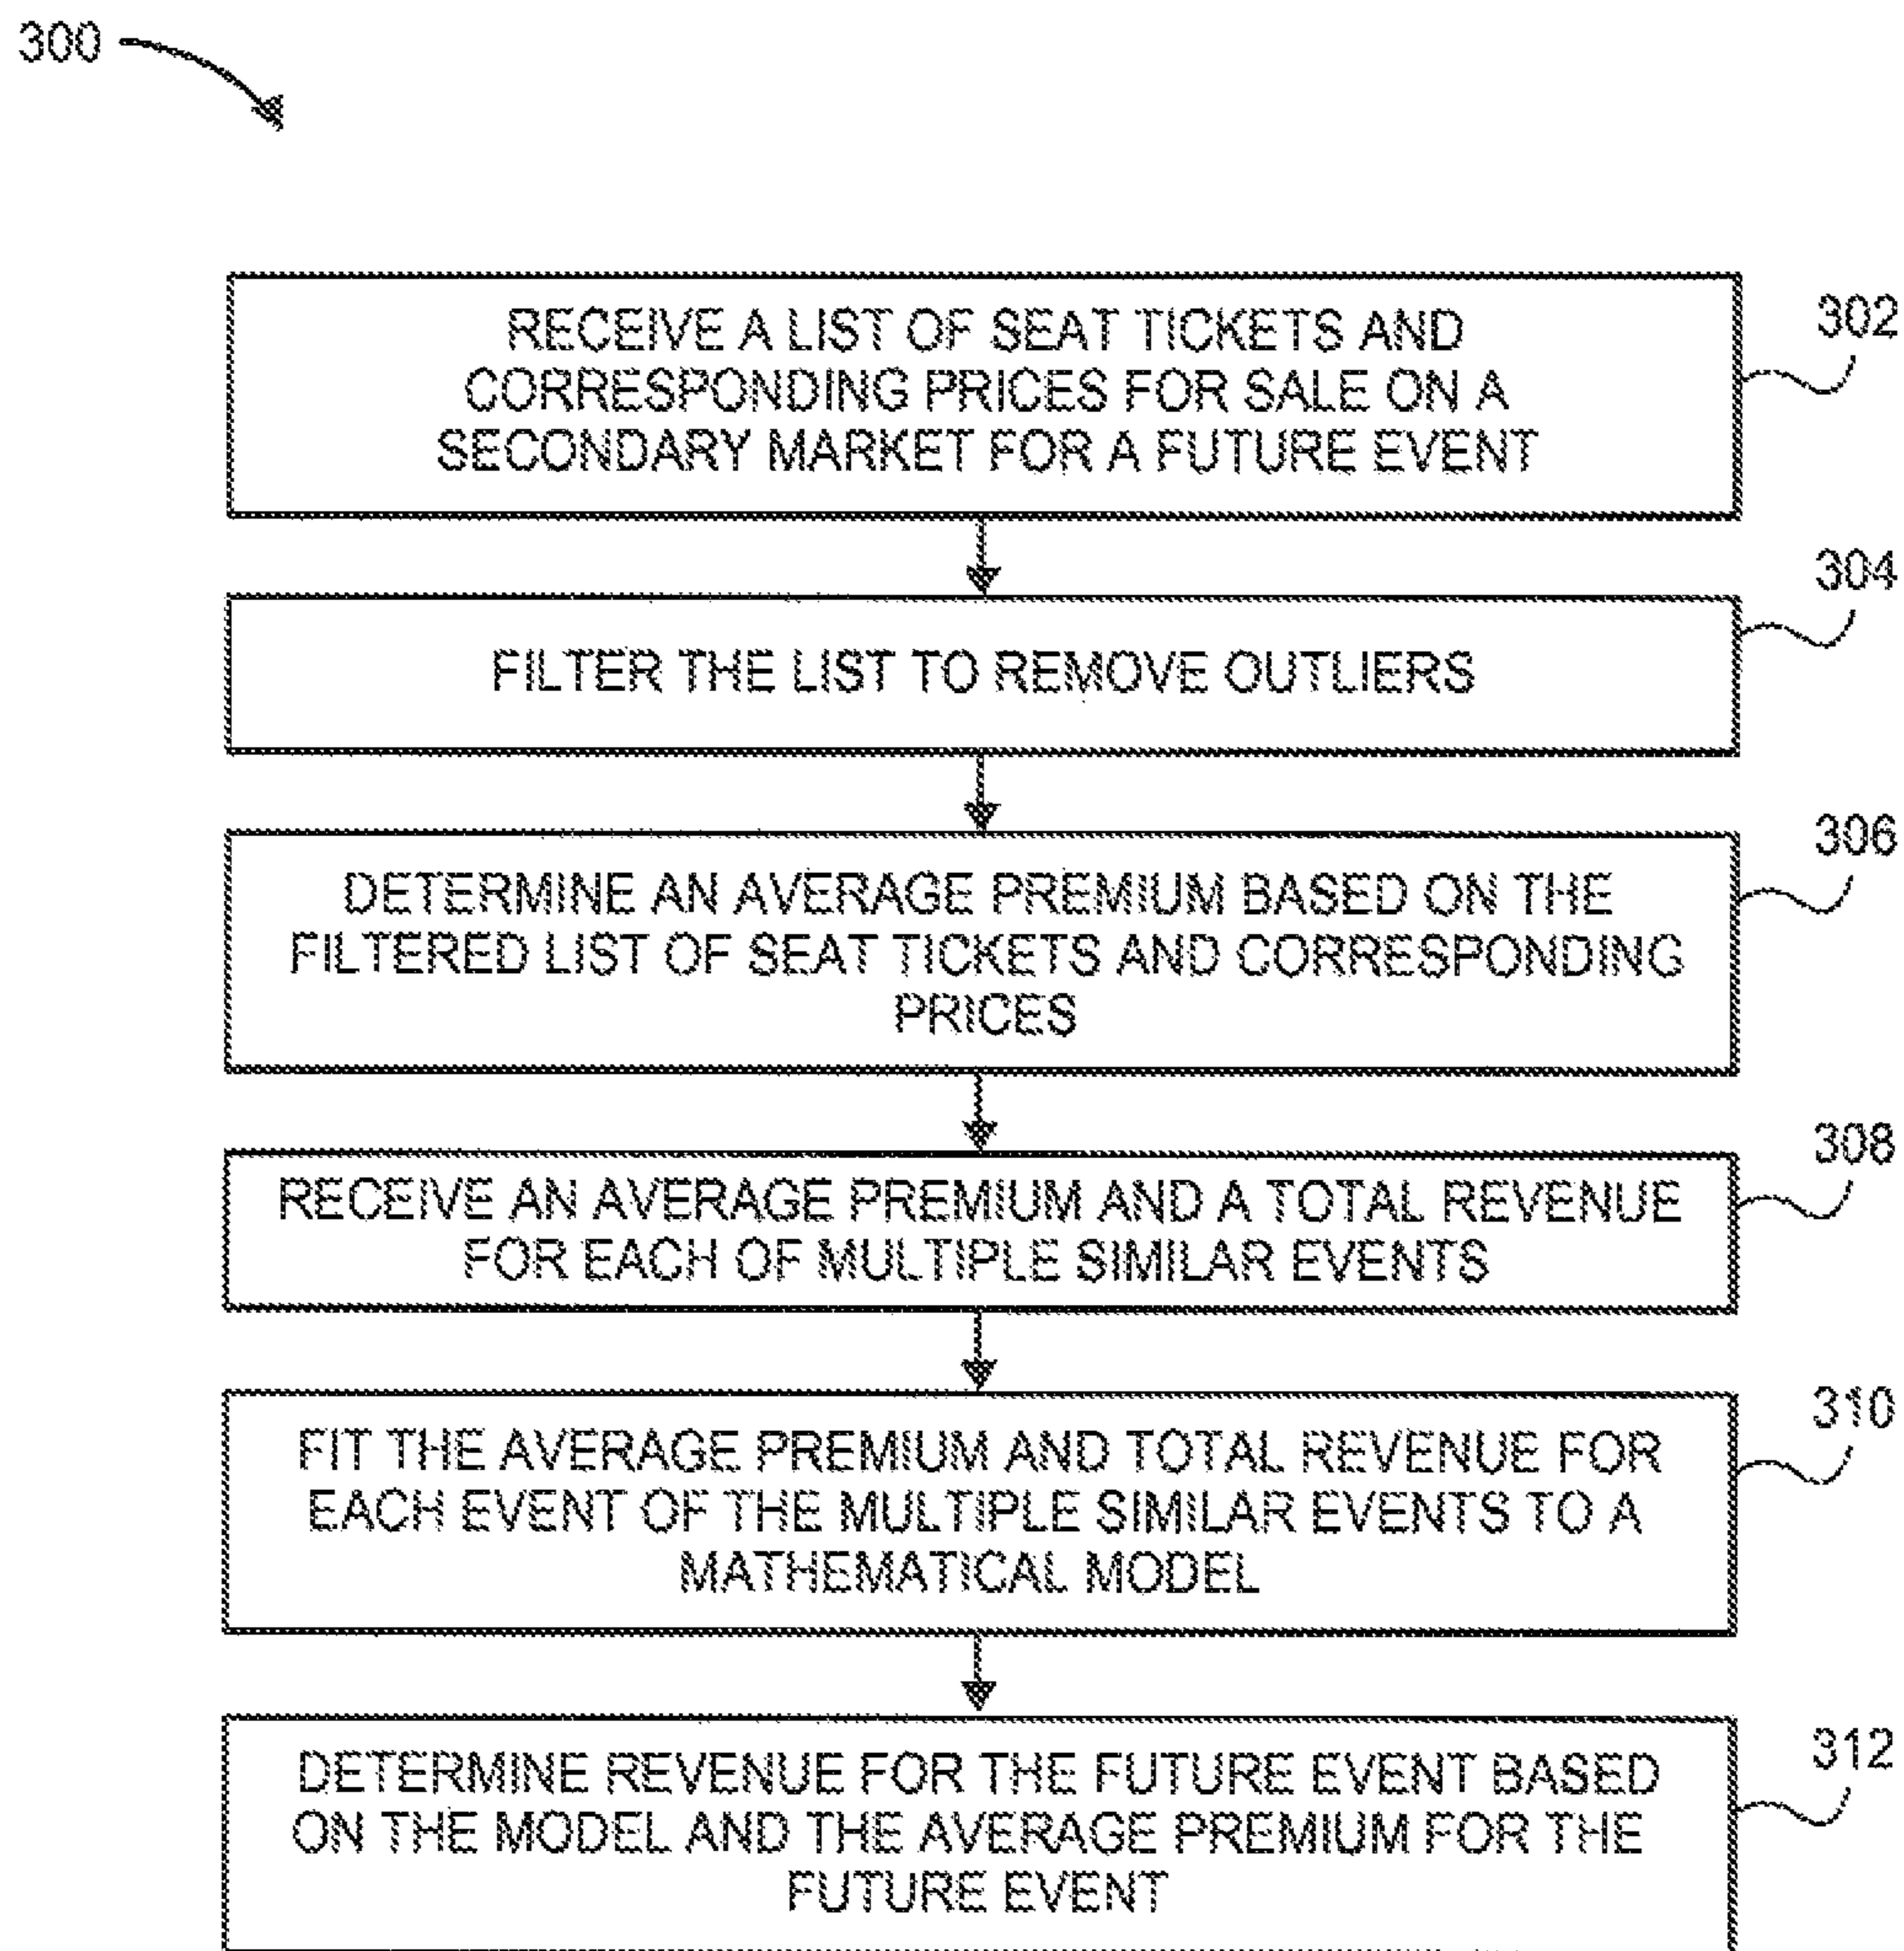 300
RECEIVE A LIST OF SEAT TICKETS AND
CORRESPONDING PRICES FOR SALE ON A
SECONDARY MARKET FOR A FUTURE EVENT
302
FILTER THE LIST TO REMOVE OUTLIERS
304
DETERMINE AN AVERAGE PREMIUM BASED ON THE
FILTERED LIST OF SEAT TICKETS AND CORRESPONDING
PRICES
306
RECEIVE AN AVERAGE PREMIUM AND A TOTAL REVENUE
FOR EACH OF MULTIPLE SIMILAR EVENTS
308
FIT THE AVERAGE PREMIUM AND TOTAL REVENUE FOR
EACH EVENT OF THE MULTIPLE SIMILAR EVENTS TO A
MATHEMATICAL MODEL
310
DETERMINE REVENUE FOR THE FUTURE EVENT BASED
ON THE MODEL AND THE AVERAGE PREMIUM FOR THE
FUTURE EVENT
312